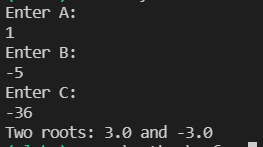 Enter A:
1
Enter B:
-5
Enter C:
-36
Two roots: 3.0 and -3.0